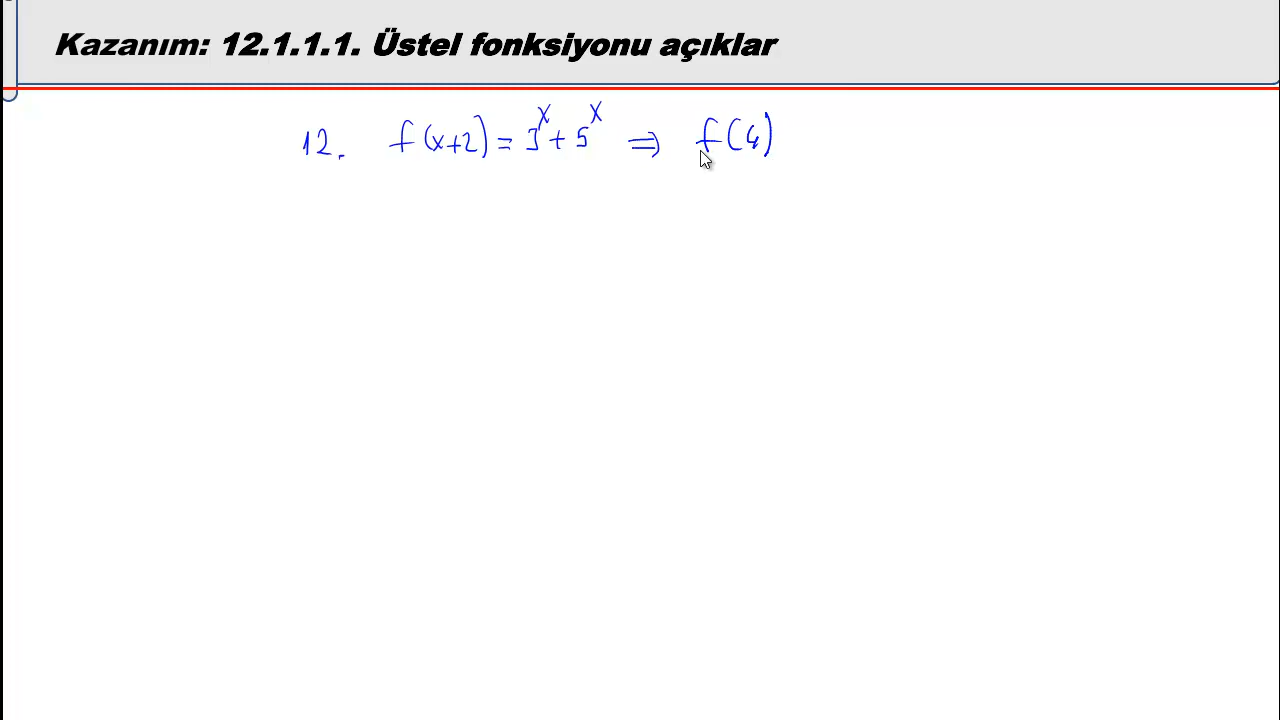 Kazanım: 12.1.1.1. Üstel fonksiyonu açıklar
12. f(x+2) = 3^x + 5^x ⇒ f(4)